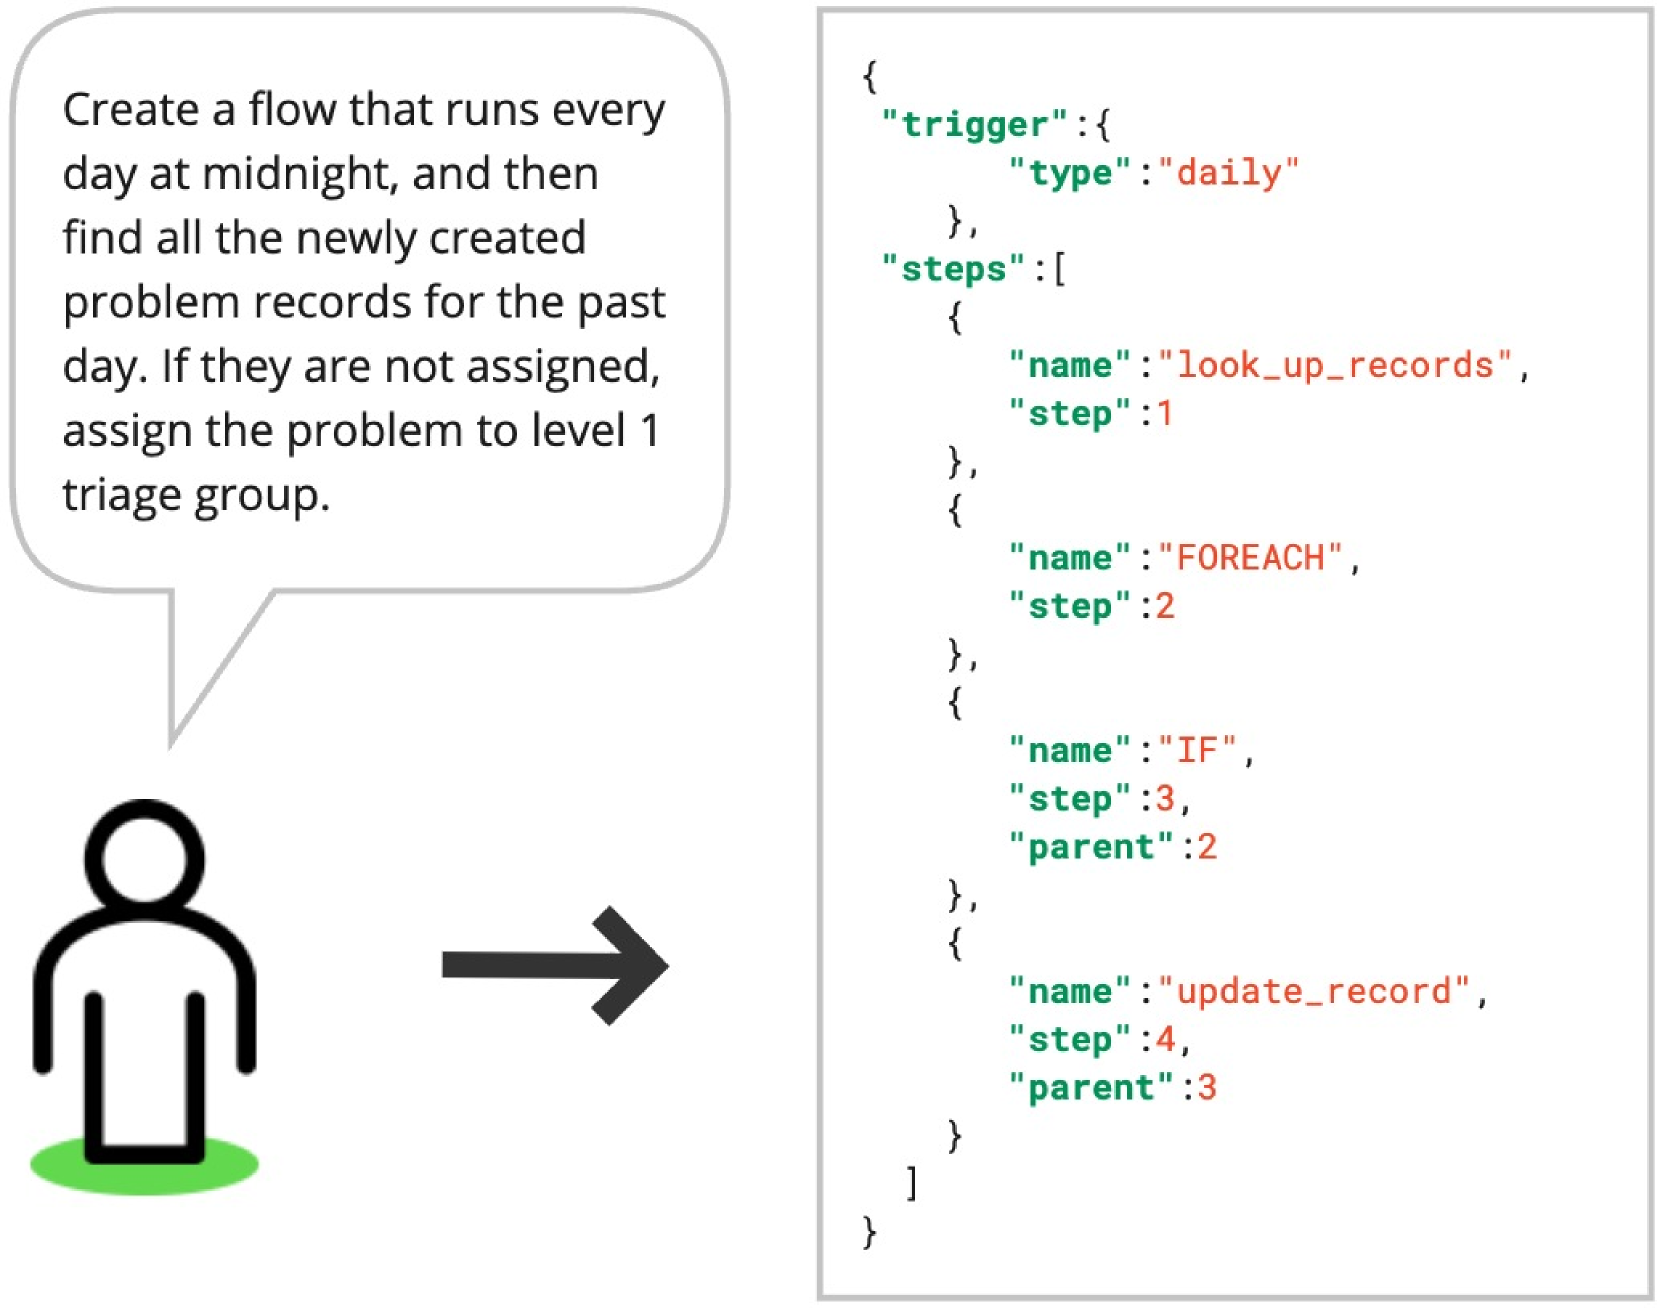 Create a flow that runs every
day at midnight, and then
find all the newly created
problem records for the past
day. If they are not assigned,
assign the problem to level 1
triage group.
{
"trigger":{
"type":"daily"
},
"steps":[
{
"name":"look_up_records",
"step":1
},
{
"name":"FOREACH",
"step":2
},
{
"name":"IF",
"step":3,
"parent":2
},
{
"name":"update_record",
"step":4,
"parent":3
}
]
}